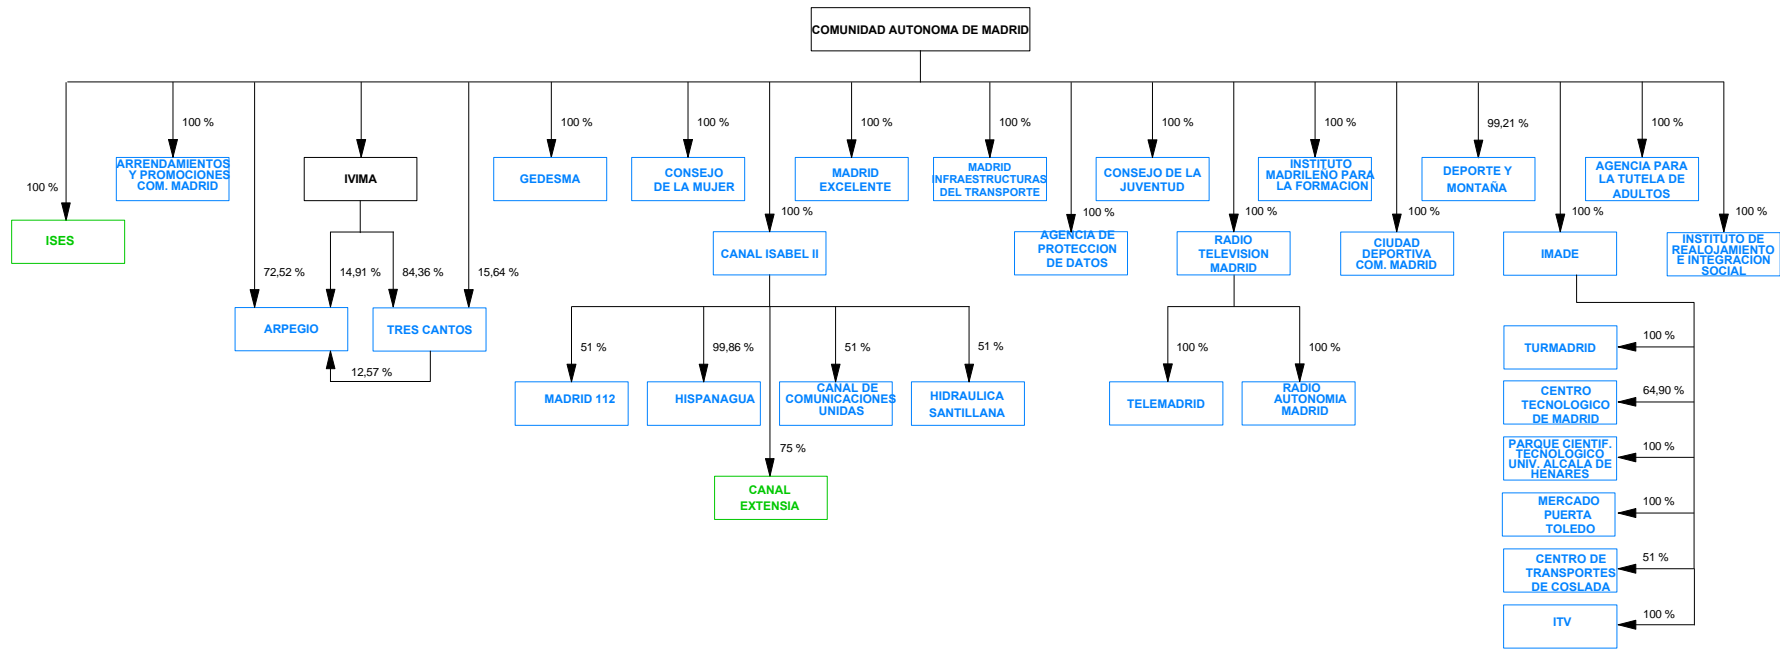 COMUNIDAD AUTONOMA DE MADRID
100 %
100 %
100 %
100 %
100 %
100 %
100 %
99,21 %
100 %
ARRENDAMIENTOS
Y PROMOCIONES
COM. MADRID
IVIMA
GEDESMA
CONSEJO
DE LA MUJER
MADRID
EXCELENTE
MADRID
INFRAESTRUCTURAS
DEL TRANSPORTE
CONSEJO DE LA
JUVENTUD
100 %
INSTITUTO
MADRILEÑO PARA
LA FORMACION
DEPORTE Y
MONTAÑA
AGENCIA PARA
LA TUTELA DE
ADULTOS
100 %
ISES
100 %
CANAL ISABEL II
100 %
AGENCIA DE
PROTECCION
DE DATOS
100 %
RADIO
TELEVISION
MADRID
100 %
CIUDAD
DEPORTIVA
COM. MADRID
100 %
IMADE
100 %
INSTITUTO DE
REALOJAMIENTO
E INTEGRACION
SOCIAL
72,52 %
14,91 %
84,36 %
15,64 %
ARPEGIO
TRES CANTOS
12,57 %
51 %
99,86 %
51 %
51 %
100 %
100 %
MADRID 112
HISPANAGUA
CANAL DE
COMUNICACIONES
UNIDAS
HIDRAULICA
SANTILLANA
TELEMADRID
RADIO
AUTONOMIA
MADRID
75 %
CANAL
EXTENSIA
TURMADRID
100 %
CENTRO
TECNOLOGICO
DE MADRID
64,90 %
PARQUE CIENTIF.
TECNOLOGICO
UNIV. ALCALA DE
HENARES
100 %
MERCADO
PUERTA
TOLEDO
100 %
CENTRO DE
TRANSPORTES
DE COSLADA
51 %
ITV
100 %